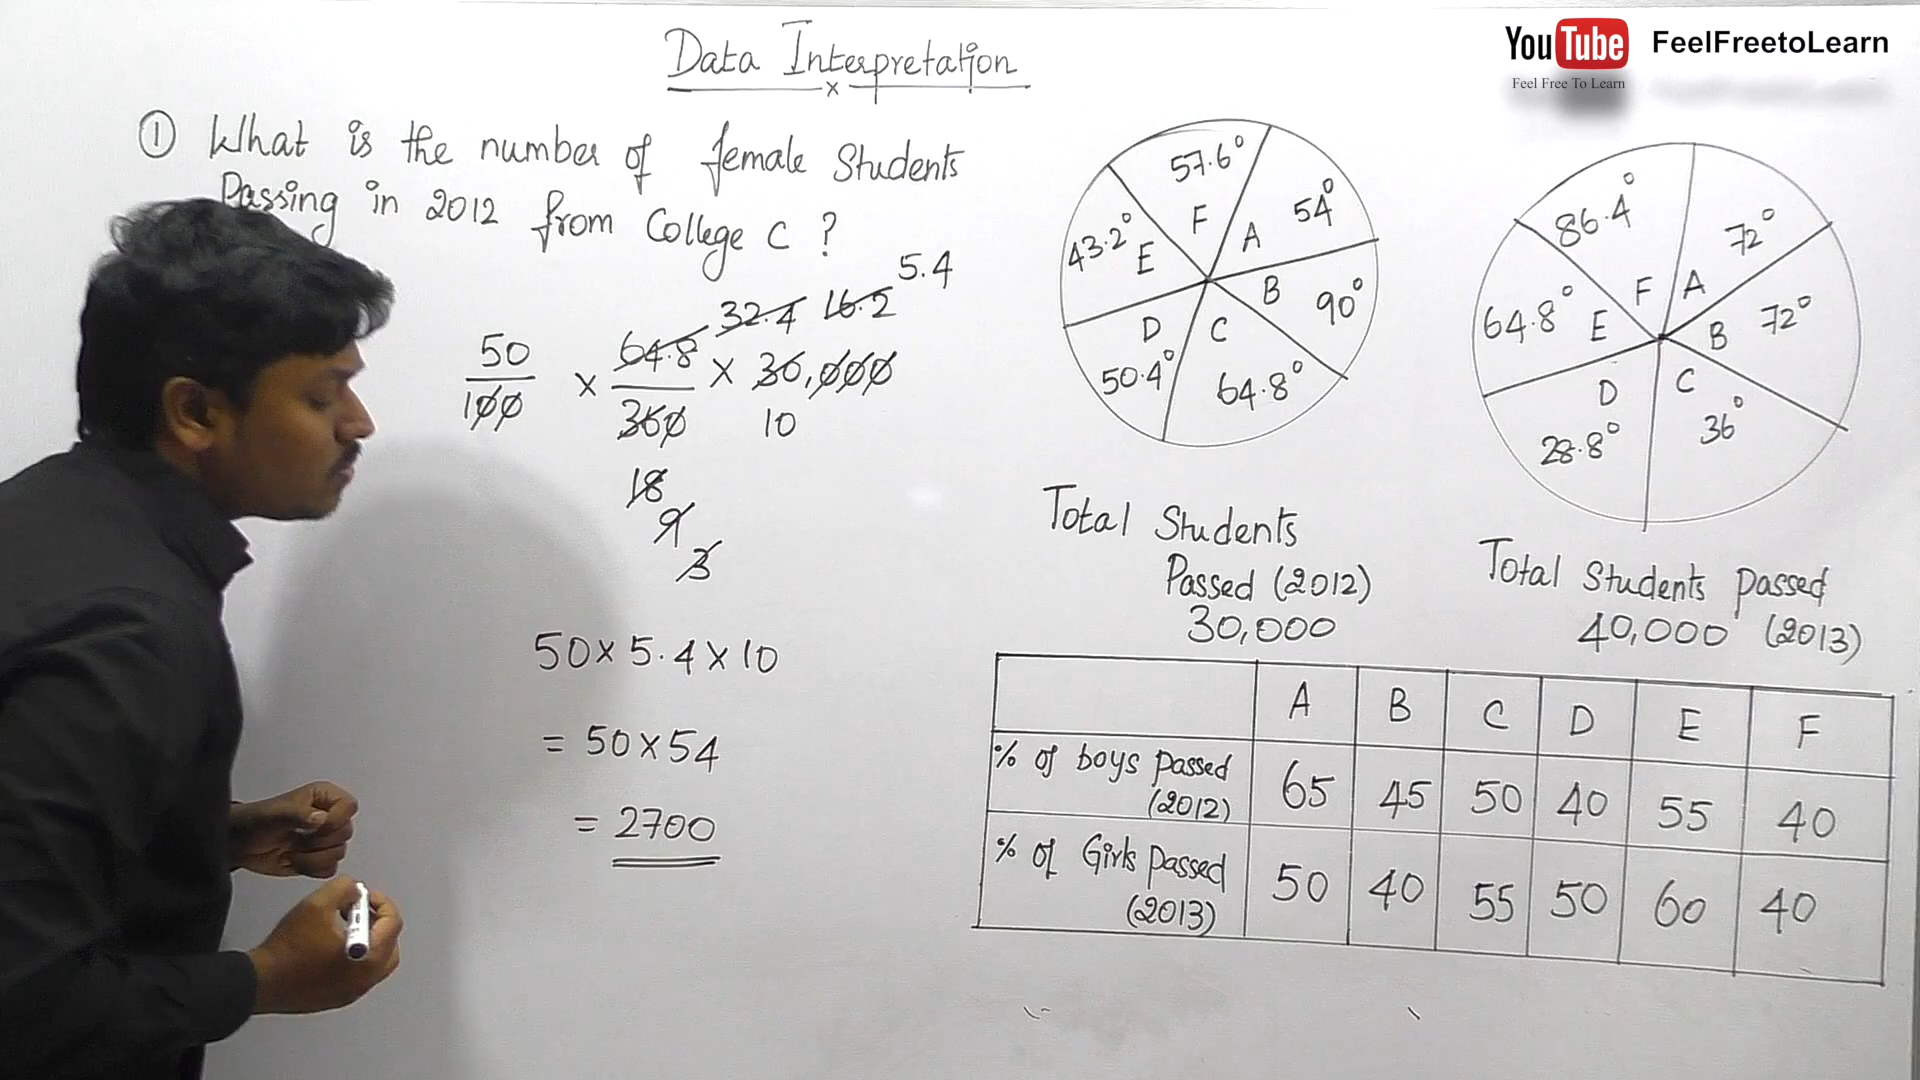 Data Interpretation
x
YouTube FeelFreetoLearn
Feel Free To Learn
① What is the number of female Students
Passing in 2012 from College C ?
50 × 64.8 32.4 16.2 5.4 × 30,000
100 360 10
18
9
3
50 × 5.4 × 10
= 50 × 54
= 2700
57.6° F
A 54°
B 90°
C 64.8°
D 50.4°
43.2° E
Total Students
Passed (2012)
30,000
86.4° F
A 72°
B 72°
C 36°
D 28.8°
64.8° E
Total Students passed
40,000 (2013)
A B C D E F
% of boys passed (2012) 65 45 50 40 55 40
% of Girls passed (2013) 50 40 55 50 60 40